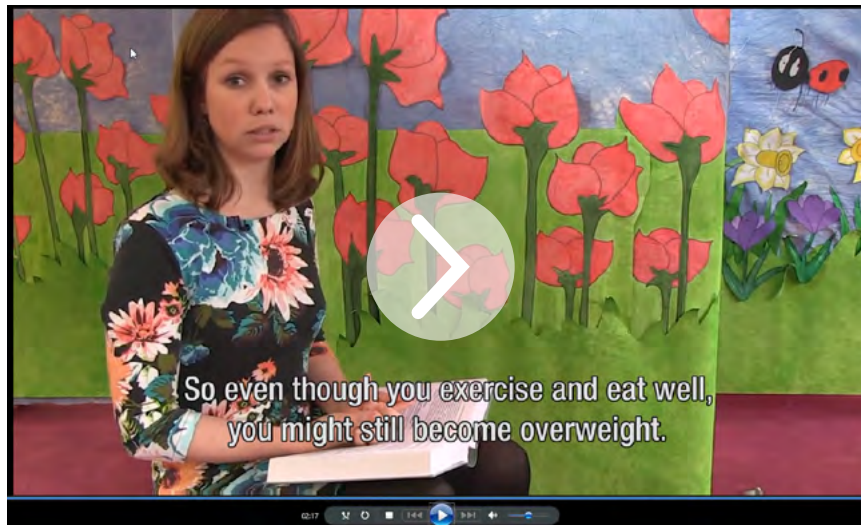 So even though you exercise and eat well,
you might still become overweight.
02:17